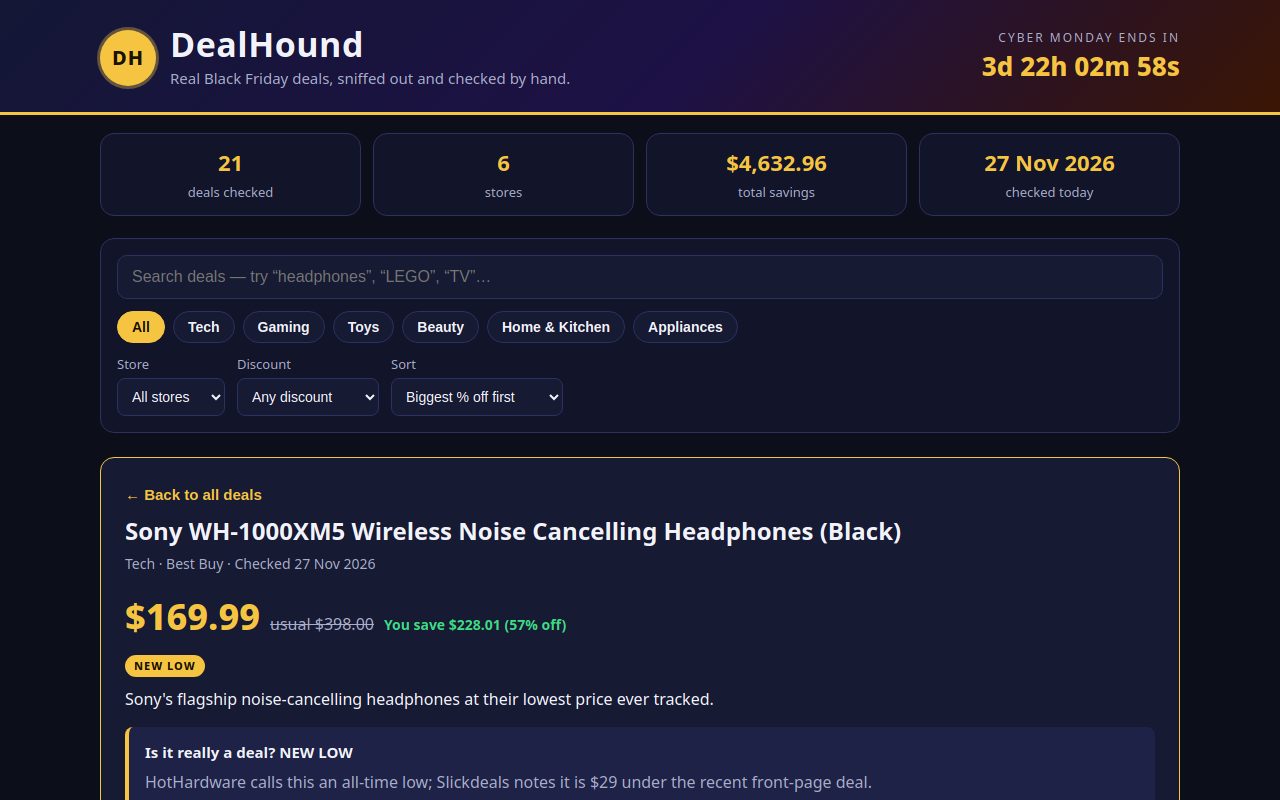 DH
DealHound
Real Black Friday deals, sniffed out and checked by hand.
CYBER MONDAY ENDS IN
3d 22h 02m 58s
21
deals checked
6
stores
$4,632.96
total savings
27 Nov 2026
checked today
Search deals — try “headphones”, “LEGO”, “TV”…
All Tech Gaming Toys Beauty Home & Kitchen Appliances
Store Discount Sort
All stores Any discount Biggest % off first
← Back to all deals
Sony WH-1000XM5 Wireless Noise Cancelling Headphones (Black)
Tech · Best Buy · Checked 27 Nov 2026
$169.99 usual $398.00 You save $228.01 (57% off)
NEW LOW
Sony's flagship noise-cancelling headphones at their lowest price ever tracked.
Is it really a deal? NEW LOW
HotHardware calls this an all-time low; Slickdeals notes it is $29 under the recent front-page deal.